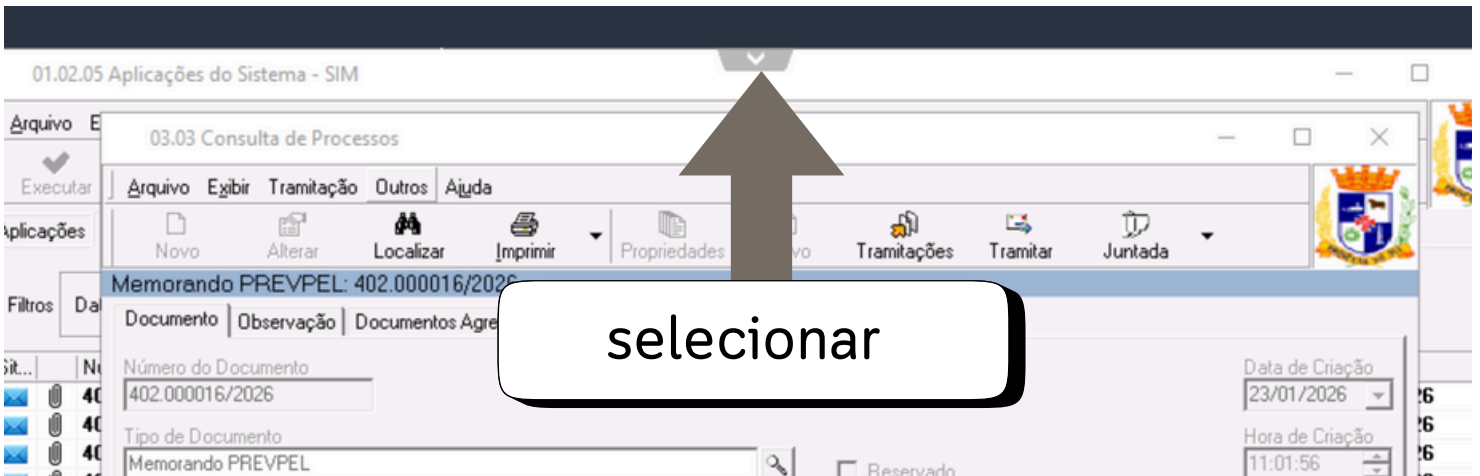 01.02.05 Aplicações do Sistema - SIM
Arquivo E
03.03 Consulta de Processos
Executar
Arquivo Exibir Tramitação Outros Ajuda
Aplicações
Novo Alterar Localizar Imprimir Propriedades Tramitações Tramitar Juntada
Memorando PREVPEL: 402.000016/2026
Filtros
Documento Observação Documentos Agre
selecionar
Sit...
Número do Documento
Data de Criação
402.000016/2026
23/01/2026
Tipo de Documento
Hora de Criação
Memorando PREVPEL
Reservado
11:01:56